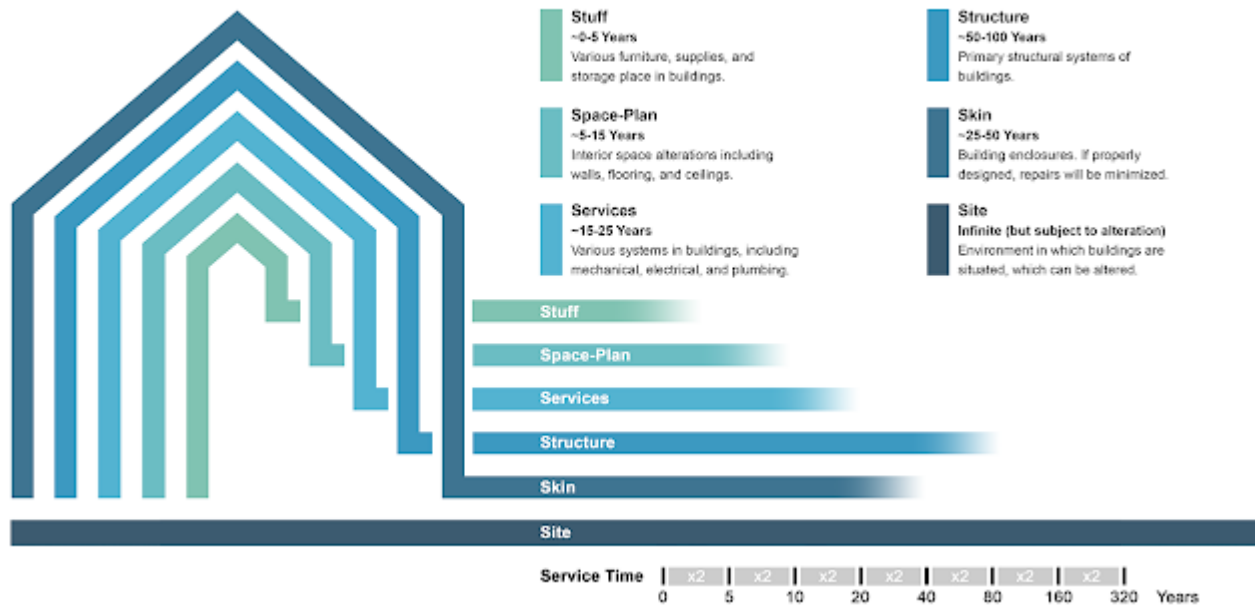 Stuff
~0-5 Years
Various furniture, supplies, and
storage place in buildings.
Space-Plan
~5-15 Years
Interior space alterations including
walls, flooring, and ceilings.
Services
~15-25 Years
Various systems in buildings, including
mechanical, electrical, and plumbing.
Structure
~50-100 Years
Primary structural systems of
buildings.
Skin
~25-50 Years
Building enclosures. If properly
designed, repairs will be minimized.
Site
Infinite (but subject to alteration)
Environment in which buildings are
situated, which can be altered.
Stuff
Space-Plan
Services
Structure
Skin
Site
Service Time x2 x2 x2 x2 x2 x2 x2
0 5 10 20 40 80 160 320 Years